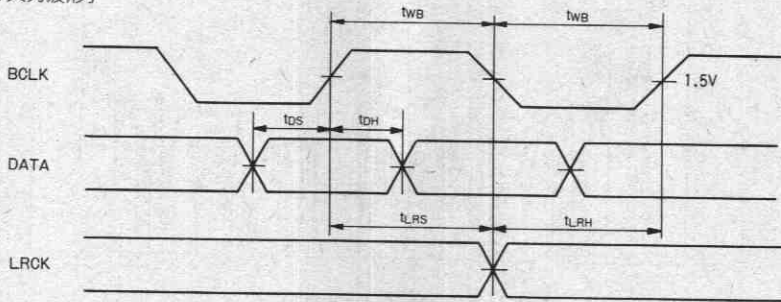 tWB tWB
BCLK
1.5V
tDS tDH
DATA
tLRS tLRH
LRCK